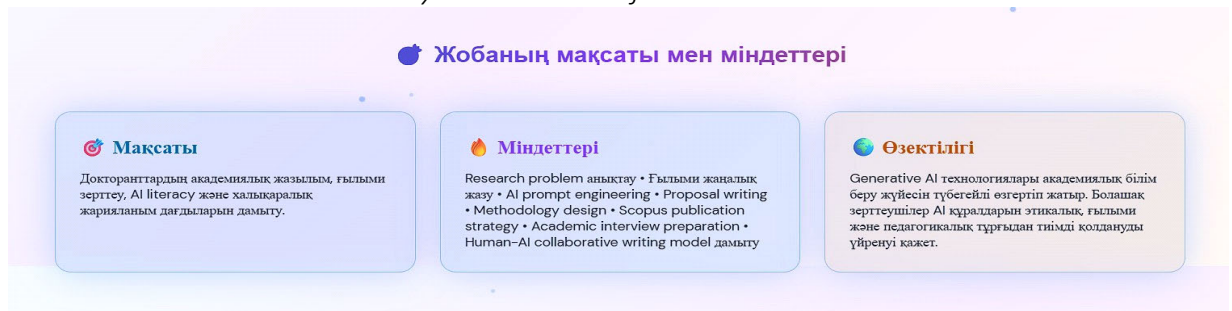 Жобаның мақсаты мен міндеттері
Мақсаты
Докторанттардың академиялық жазылым, ғылыми
зерттеу, AI literacy және халықаралық
жарияланым дағдыларын дамыту.
Міндеттері
Research problem анықтау • Ғылыми жаңалық
жазу • AI prompt engineering • Proposal writing
• Methodology design • Scopus publication
strategy • Academic interview preparation •
Human-AI collaborative writing model дамыту
Өзектілігі
Generative AI технологиялары академиялық білім
беру жүйесін түбегейлі өзгертіп жатыр. Болашақ
зерттеушілер AI құралдарын этикалық, ғылыми
және педагогикалық тұрғыдан тиімді қолдануды
үйренуі қажет.